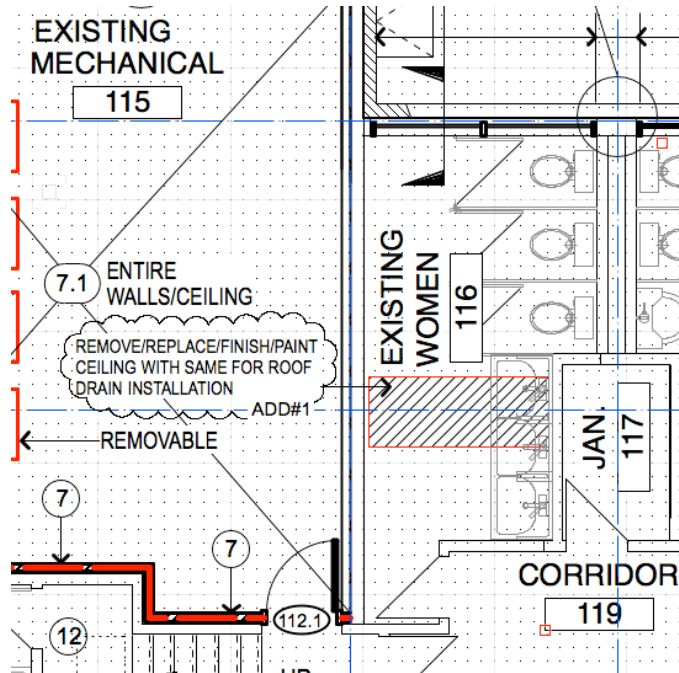 EXISTING
MECHANICAL
115
7.1
ENTIRE
WALLS/CEILING
REMOVE/REPLACE/FINISH/PAINT
CEILING WITH SAME FOR ROOF
DRAIN INSTALLATION
ADD#1
REMOVABLE
EXISTING
WOMEN
116
JAN.
117
7
7
112.1
12
CORRIDOR
119